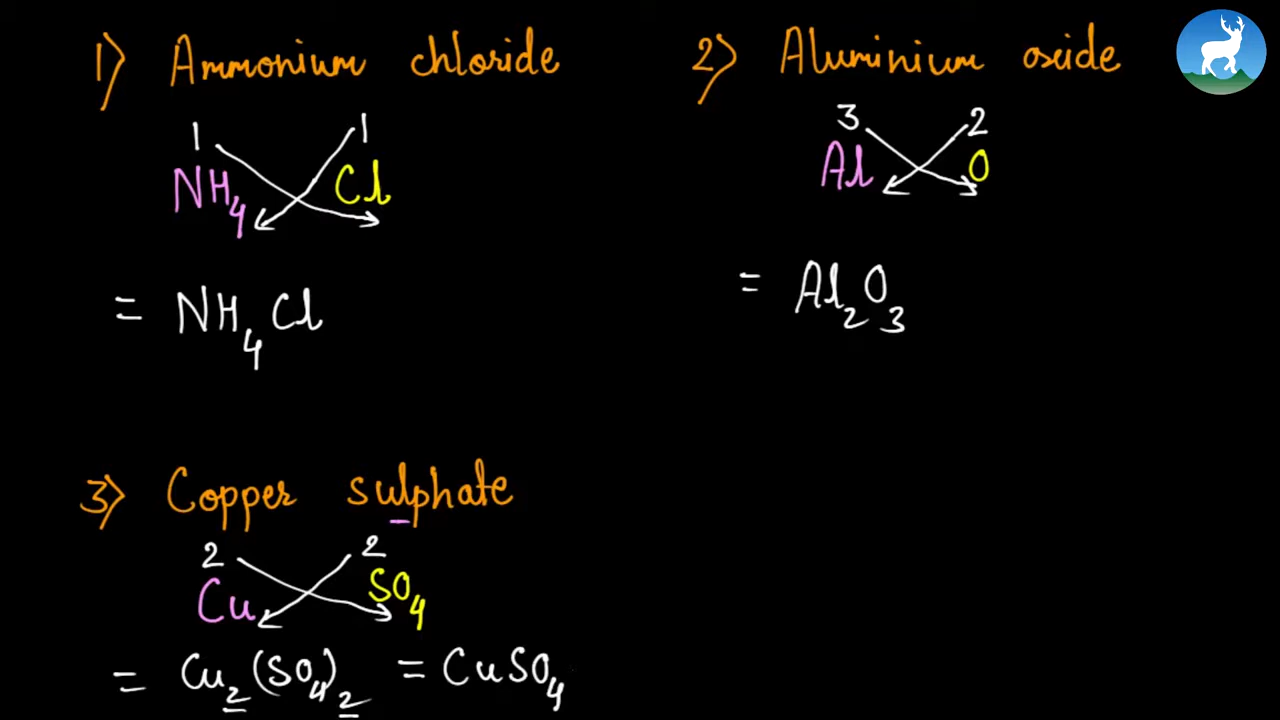 1) Ammonium chloride
1 1
NH₄ Cl
= NH₄Cl
2) Aluminium oxide
3 2
Al O
= Al₂O₃
3) Copper sulphate
2 2
Cu SO₄
= Cu₂(SO₄)₂ = CuSO₄